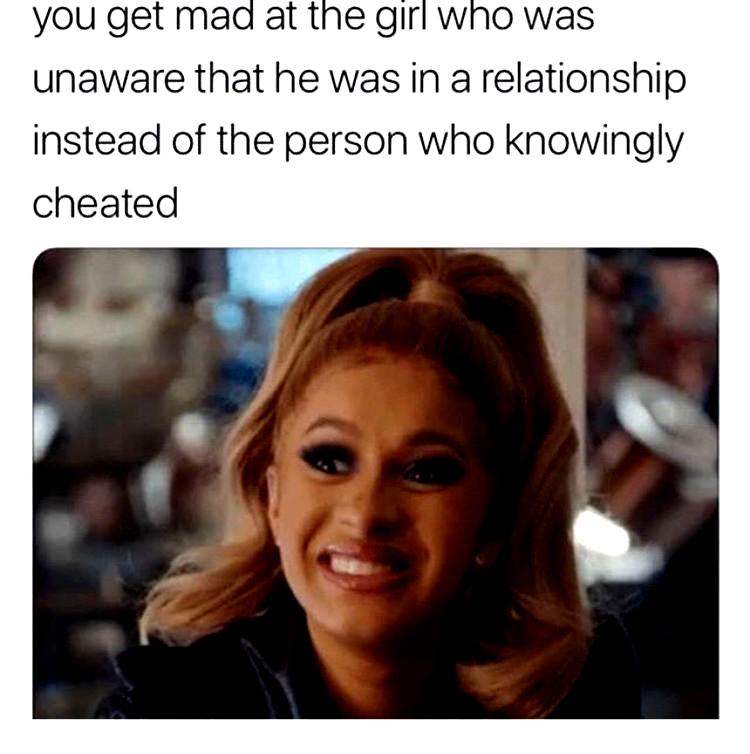 you get mad at the girl who was
unaware that he was in a relationship
instead of the person who knowingly
cheated